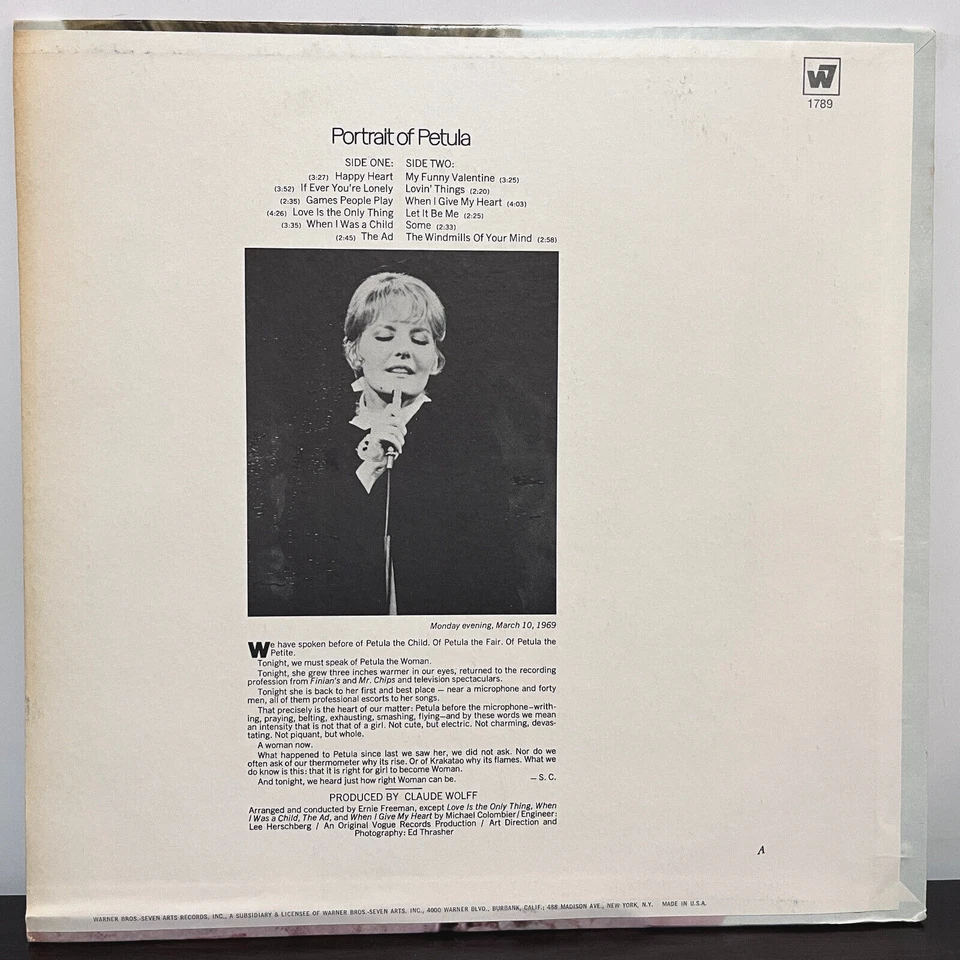 W7
1789
Portrait of Petula
SIDE ONE: SIDE TWO:
(3:27) Happy Heart My Funny Valentine (3:25)
(3:52) If Ever You're Lonely Lovin' Things (2:20)
(2:35) Games People Play When I Give My Heart (4:03)
(4:26) Love Is the Only Thing Let It Be Me (2:25)
(3:35) When I Was a Child Some (2:33)
(2:45) The Ad The Windmills Of Your Mind (2:58)
Monday evening, March 10, 1969
We have spoken before of Petula the Child. Of Petula the Fair. Of Petula the
Petite.
Tonight, we must speak of Petula the Woman.
Tonight, she grew three inches warmer in our eyes, returned to the recording
profession from Finian's and Mr. Chips and television spectaculars.
Tonight she is back to her first and best place — near a microphone and forty
men, all of them professional escorts to her songs.
That precisely is the heart of our matter: Petula before the microphone–writh-
ing, praying, belting, exhausting, smashing, flying—and by these words we mean
an intensity that is not that of a girl. Not cute, but electric. Not charming, devas-
tating. Not piquant, but whole.
A woman now.
What happened to Petula since last we saw her, we did not ask. Nor do we
often ask of our thermometer why its rise. Or of Krakatao why its flames. What we
do know is this: that it is right for girl to become Woman.
And tonight, we heard just how right Woman can be. — S. C.
PRODUCED BY CLAUDE WOLFF
Arranged and conducted by Ernie Freeman, except Love Is the Only Thing, When
I Was a Child, The Ad, and When I Give My Heart by Michael Colombier/Engineer:
Lee Herschberg / An Original Vogue Records Production / Art Direction and
Photography: Ed Thrasher
A
WARNER BROS.-SEVEN ARTS RECORDS, INC., A SUBSIDIARY & LICENSEE OF WARNER BROS.-SEVEN ARTS, INC., 4000 WARNER BLVD., BURBANK, CALIF.; 488 MADISON AVE., NEW YORK, N.Y. MADE IN U.S.A.